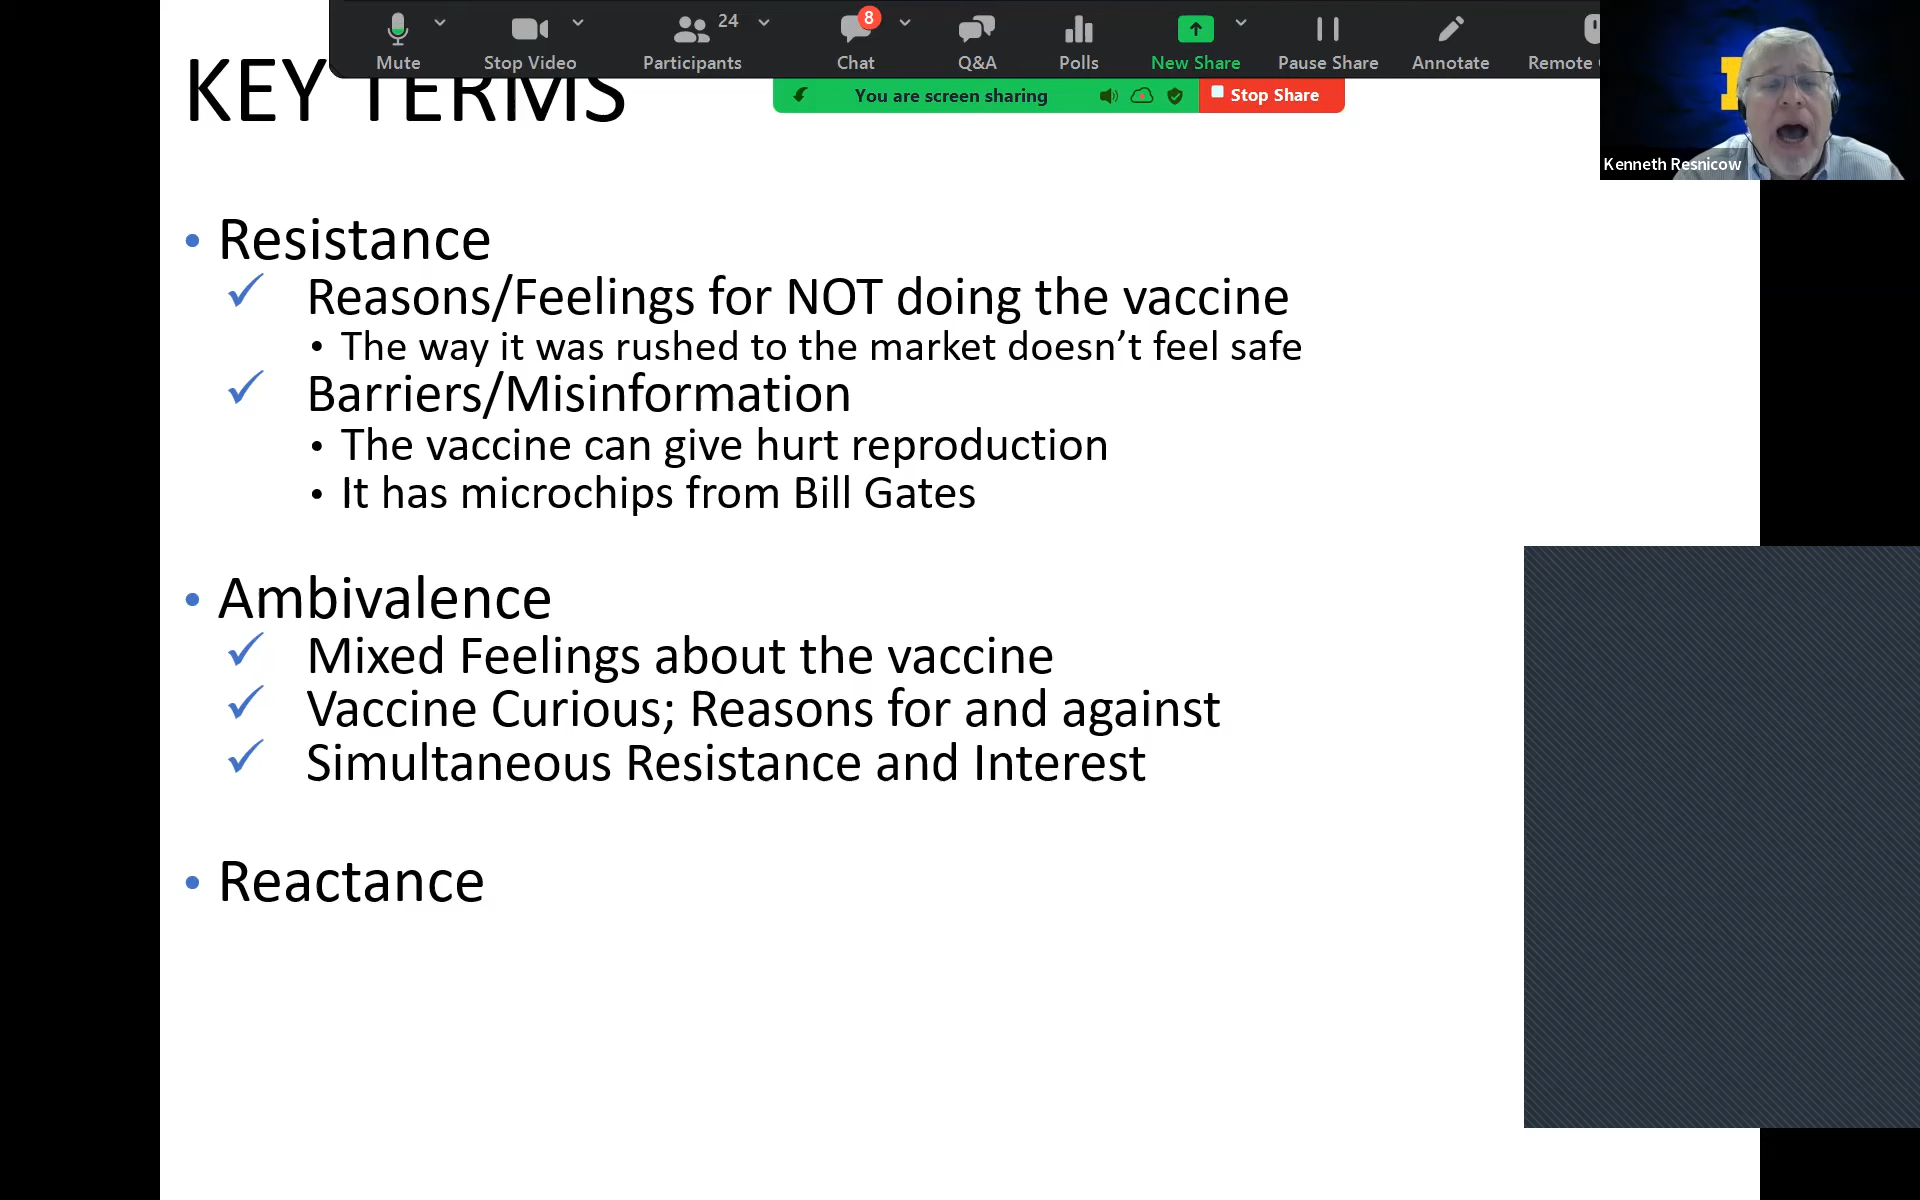 Mute
Stop Video
Participants 24
Chat 8
Q&A
Polls
New Share
Pause Share
Annotate
Remote
You are screen sharing
Stop Share
Kenneth Resnicow
KEY TERMS
• Resistance
✓ Reasons/Feelings for NOT doing the vaccine
• The way it was rushed to the market doesn’t feel safe
✓ Barriers/Misinformation
• The vaccine can give hurt reproduction
• It has microchips from Bill Gates
• Ambivalence
✓ Mixed Feelings about the vaccine
✓ Vaccine Curious; Reasons for and against
✓ Simultaneous Resistance and Interest
• Reactance